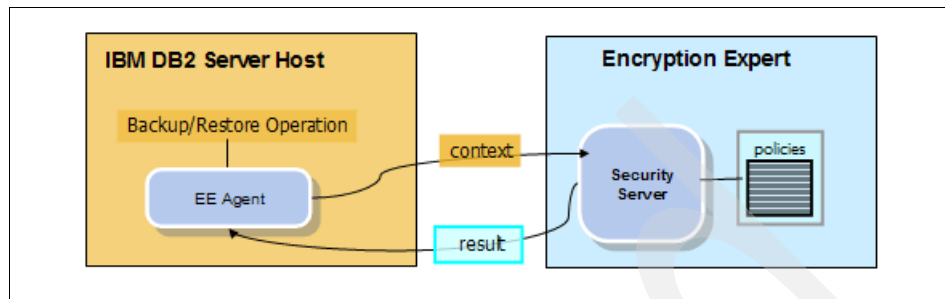 IBM DB2 Server Host
Encryption Expert
Backup/Restore Operation
context
policies
EE Agent
Security
Server
result